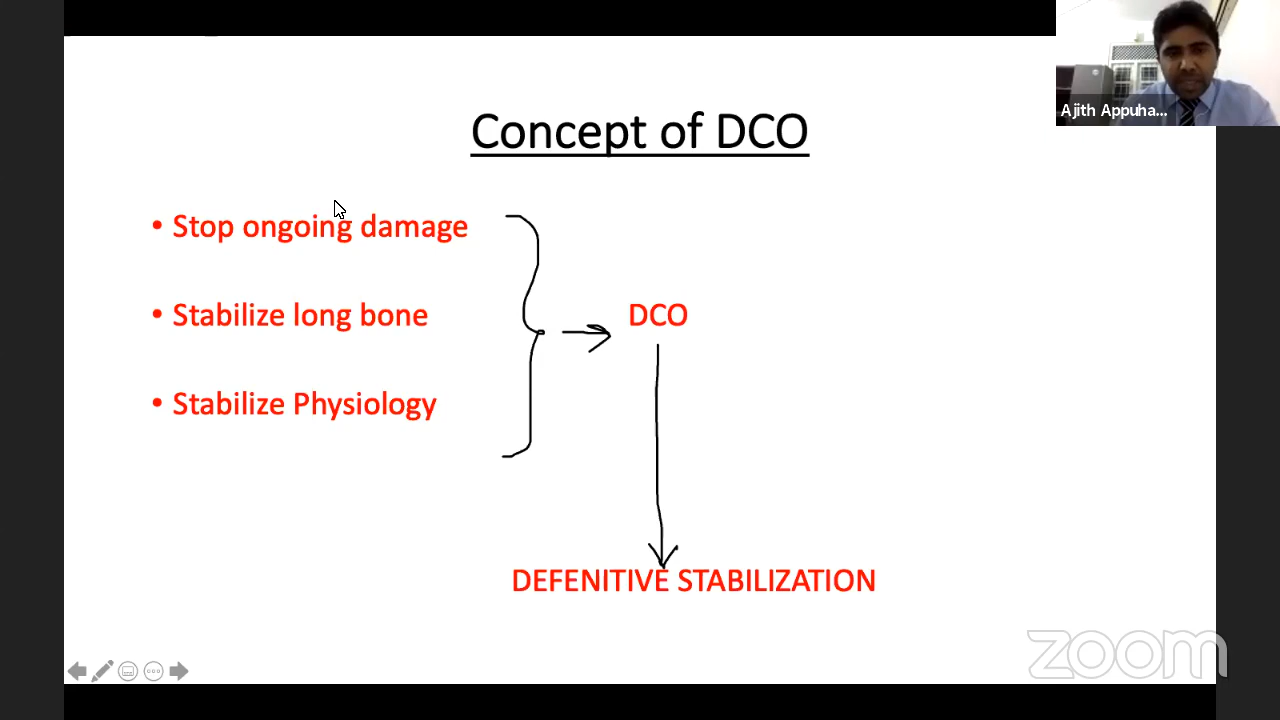 Ajith Appuha...
Concept of DCO
• Stop ongoing damage
• Stabilize long bone
DCO
• Stabilize Physiology
DEFENITIVE STABILIZATION
zoom